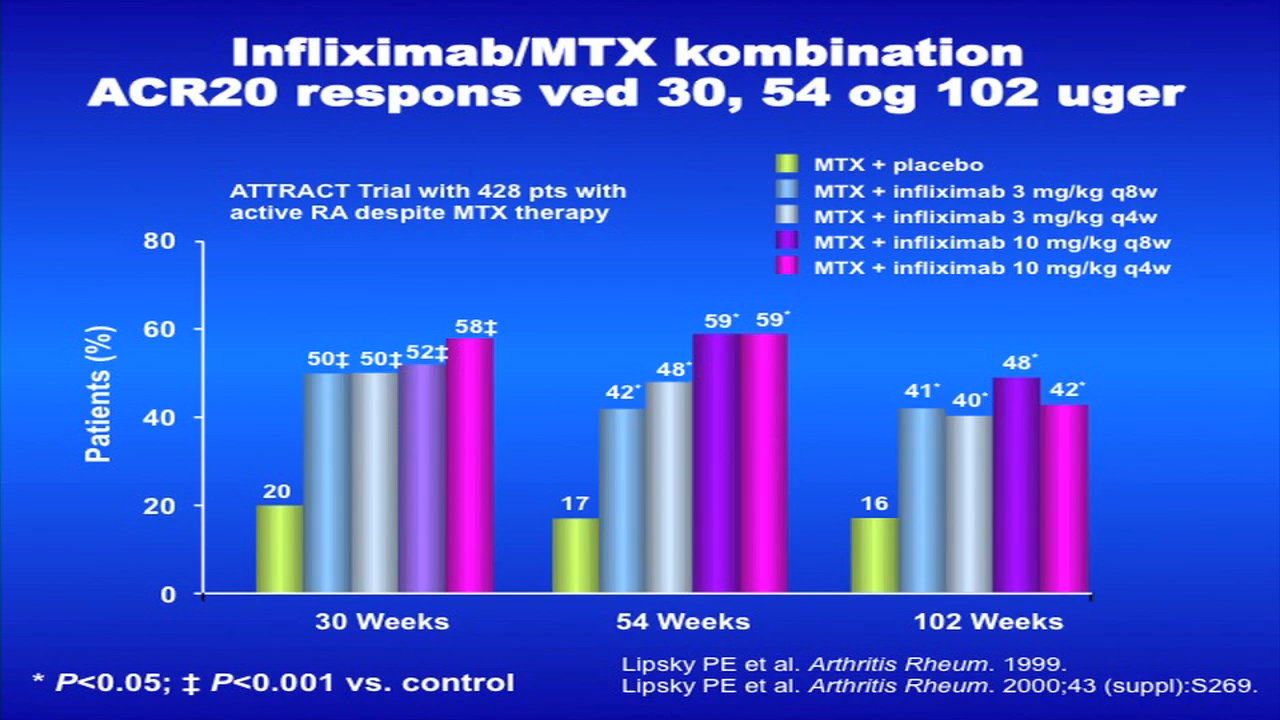 Infliximab/MTX kombination
ACR20 respons ved 30, 54 og 102 uger
MTX + placebo
MTX + infliximab 3 mg/kg q8w
MTX + infliximab 3 mg/kg q4w
MTX + infliximab 10 mg/kg q8w
MTX + infliximab 10 mg/kg q4w
ATTRACT Trial with 428 pts with
active RA despite MTX therapy
Patients (%)
80
60
40
20
0
20 50‡ 50‡ 52‡ 58‡
17 42* 48* 59* 59*
16 41* 40* 48* 42*
30 Weeks 54 Weeks 102 Weeks
* P<0.05; ‡ P<0.001 vs. control
Lipsky PE et al. Arthritis Rheum. 1999.
Lipsky PE et al. Arthritis Rheum. 2000;43 (suppl):S269.